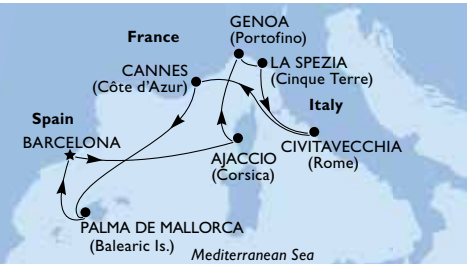 GENOA
(Portofino)
France
LA SPEZIA
(Cinque Terre)
CANNES
(Côte d'Azur)
Italy
Spain
BARCELONA
CIVITAVECCHIA
(Rome)
AJACCIO
(Corsica)
PALMA DE MALLORCA
(Balearic Is.)
Mediterranean Sea